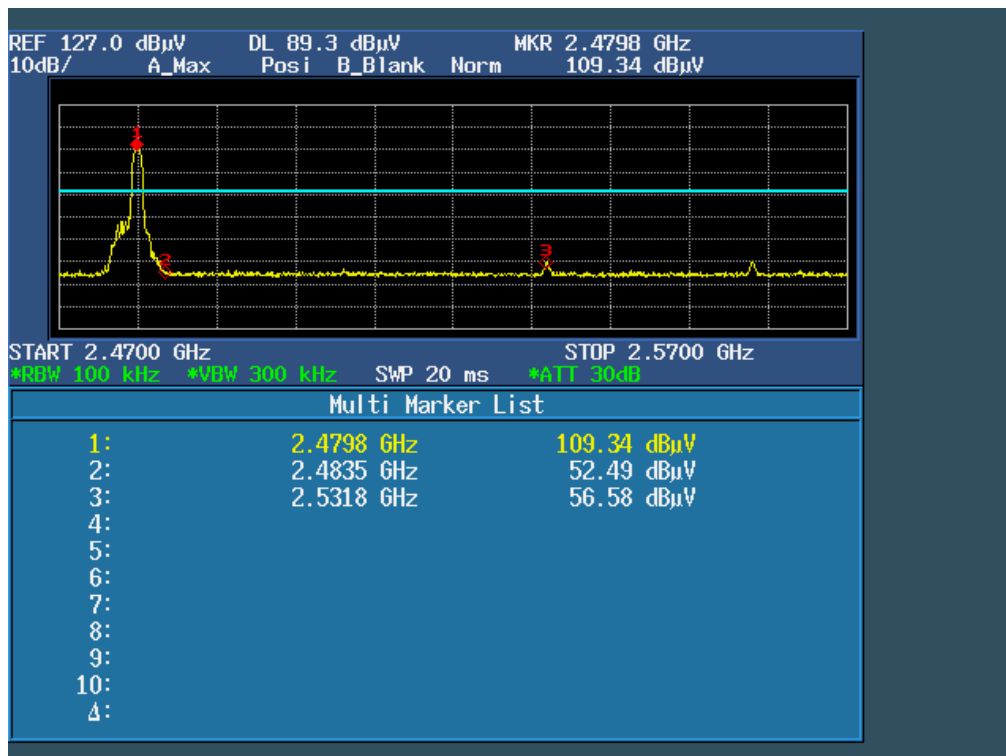 REF 127.0 dBµV DL 89.3 dBµV MKR 2.4798 GHz
10dB/ A_Max Posi B_Blank Norm 109.34 dBµV
1
2
3
START 2.4700 GHz STOP 2.5700 GHz
*RBW 100 kHz *VBW 300 kHz SWP 20 ms *ATT 30dB
Multi Marker List
1: 2.4798 GHz 109.34 dBµV
2: 2.4835 GHz 52.49 dBµV
3: 2.5318 GHz 56.58 dBµV
4:
5:
6:
7:
8:
9:
10:
Δ: